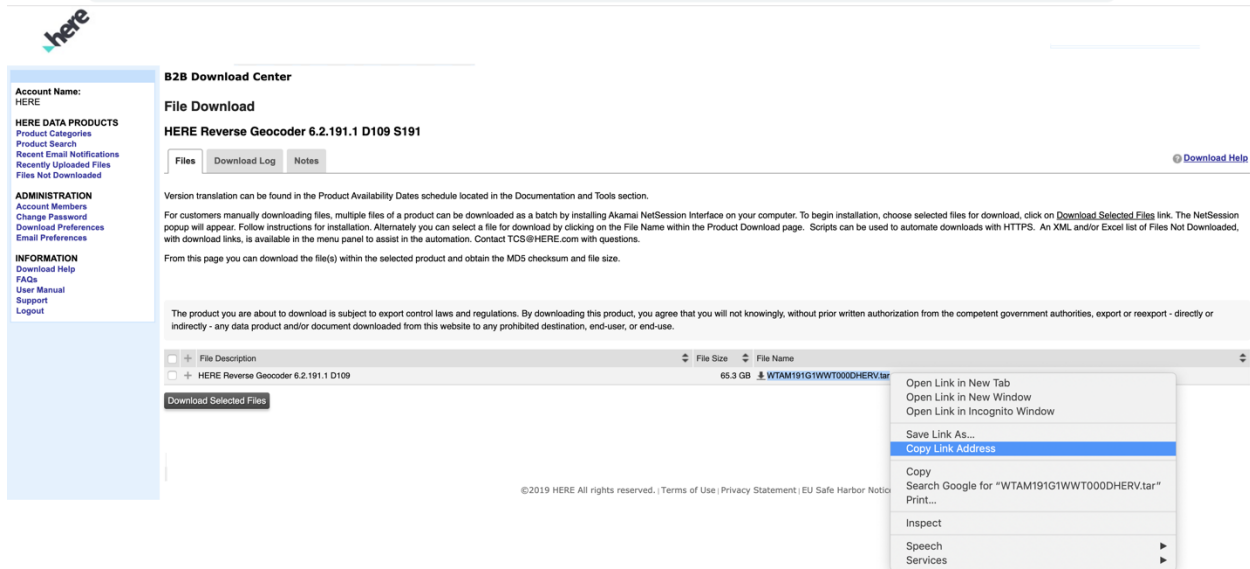 here
B2B Download Center
Account Name:
HERE
HERE DATA PRODUCTS
Product Categories
Product Search
Recent Email Notifications
Recently Uploaded Files
Files Not Downloaded
ADMINISTRATION
Account Members
Change Password
Download Preferences
Email Preferences
INFORMATION
Download Help
FAQs
User Manual
Support
Logout
File Download
HERE Reverse Geocoder 6.2.191.1 D109 S191
Files Download Log Notes
Download Help
Version translation can be found in the Product Availability Dates schedule located in the Documentation and Tools section.
For customers manually downloading files, multiple files of a product can be downloaded as a batch by installing Akamai NetSession Interface on your computer. To begin installation, choose selected files for download, click on Download Selected Files link. The NetSession
popup will appear. Follow instructions for installation. Alternately you can select a file for download by clicking on the File Name within the Product Download page. Scripts can be used to automate downloads with HTTPS. An XML and/or Excel list of Files Not Downloaded,
with download links, is available in the menu panel to assist in the automation. Contact TCS@HERE.com with questions.
From this page you can download the file(s) within the selected product and obtain the MD5 checksum and file size.
The product you are about to download is subject to export control laws and regulations. By downloading this product, you agree that you will not knowingly, without prior written authorization from the competent government authorities, export or reexport - directly or
indirectly - any data product and/or document downloaded from this website to any prohibited destination, end-user, or end-use.
File Description File Size File Name
HERE Reverse Geocoder 6.2.191.1 D109 65.3 GB WTAM191G1WWT000DHERV.tar
Download Selected Files
Open Link in New Tab
Open Link in New Window
Open Link in Incognito Window
Save Link As...
Copy Link Address
Copy
Search Google for “WTAM191G1WWT000DHERV.tar”
Print...
Inspect
Speech
Services
©2019 HERE All rights reserved. | Terms of Use | Privacy Statement | EU Safe Harbor Notice